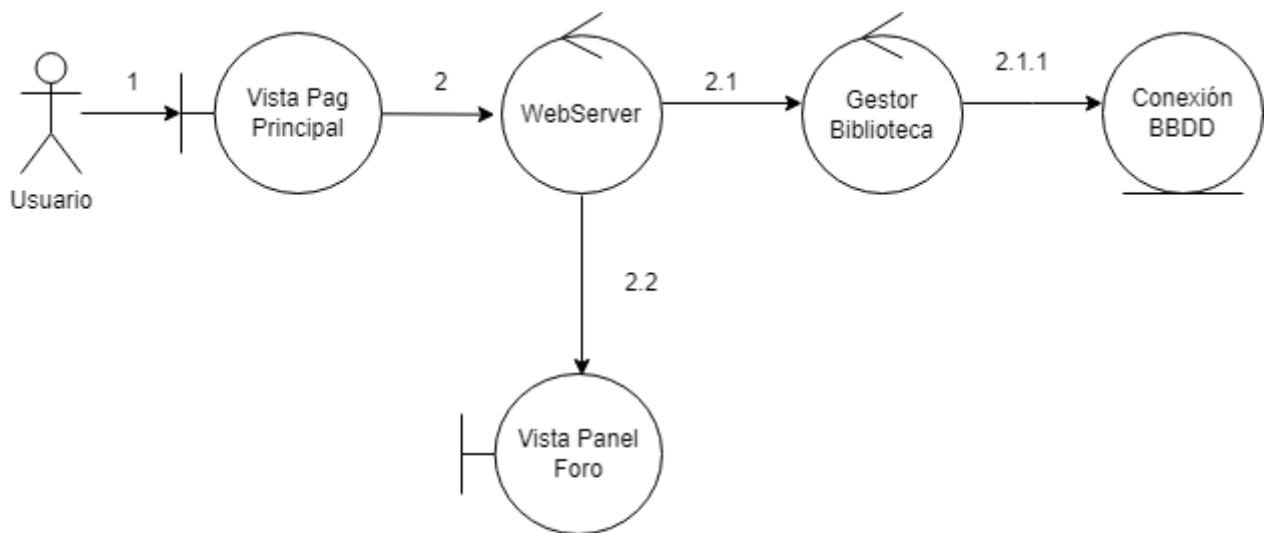 1
2
2.1
2.1.1
Vista Pag
Principal
WebServer
Gestor
Biblioteca
Conexión
BBDD
Usuario
2.2
Vista Panel
Foro